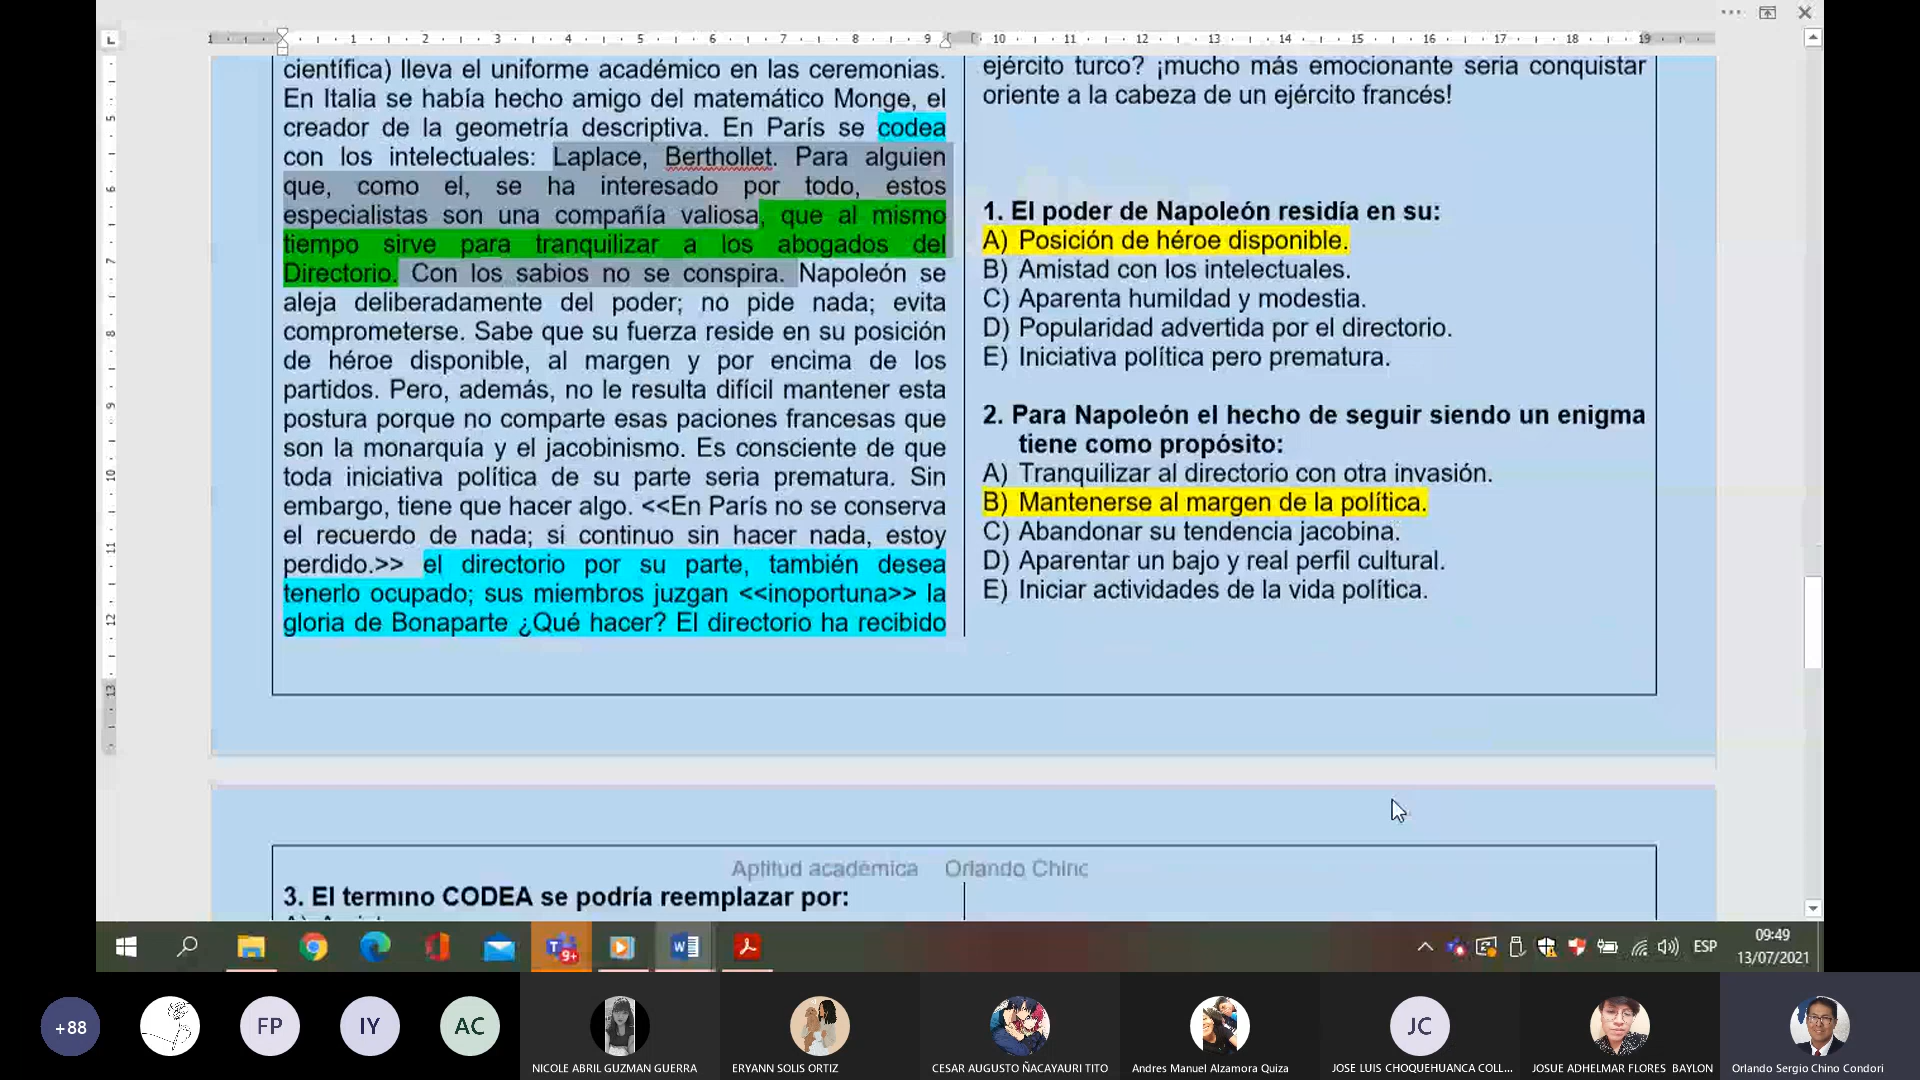 científica) lleva el uniforme académico en las ceremonias.
En Italia se había hecho amigo del matemático Monge, el
creador de la geometría descriptiva. En París se codea
con los intelectuales: Laplace, Berthollet. Para alguien
que, como el, se ha interesado por todo, estos
especialistas son una compañía valiosa, que al mismo
tiempo sirve para tranquilizar a los abogados del
Directorio. Con los sabios no se conspira. Napoleón se
aleja deliberadamente del poder; no pide nada; evita
comprometerse. Sabe que su fuerza reside en su posición
de héroe disponible, al margen y por encima de los
partidos. Pero, además, no le resulta difícil mantener esta
postura porque no comparte esas paciones francesas que
son la monarquía y el jacobinismo. Es consciente de que
toda iniciativa política de su parte seria prematura. Sin
embargo, tiene que hacer algo. <<En París no se conserva
el recuerdo de nada; si continuo sin hacer nada, estoy
perdido.>> el directorio por su parte, también desea
tenerlo ocupado; sus miembros juzgan <<inoportuna>> la
gloria de Bonaparte ¿Qué hacer? El directorio ha recibido
ejército turco? ¡mucho más emocionante seria conquistar
oriente a la cabeza de un ejército francés!
1. El poder de Napoleón residía en su:
A) Posición de héroe disponible.
B) Amistad con los intelectuales.
C) Aparenta humildad y modestia.
D) Popularidad advertida por el directorio.
E) Iniciativa política pero prematura.
2. Para Napoleón el hecho de seguir siendo un enigma
tiene como propósito:
A) Tranquilizar al directorio con otra invasión.
B) Mantenerse al margen de la política.
C) Abandonar su tendencia jacobina.
D) Aparentar un bajo y real perfil cultural.
E) Iniciar actividades de la vida política.
Aptitud académica Orlando Chino
3. El termino CODEA se podría reemplazar por:
ESP
09:49
13/07/2021
+88
FP
IY
AC
JC
NICOLE ABRIL GUZMAN GUERRA
ERYANN SOLIS ORTIZ
CESAR AUGUSTO ÑACAYAURI TITO
Andres Manuel Alzamora Quiza
JOSE LUIS CHOQUEHUANCA COLL...
JOSUE ADHELMAR FLORES BAYLON
Orlando Sergio Chino Condori